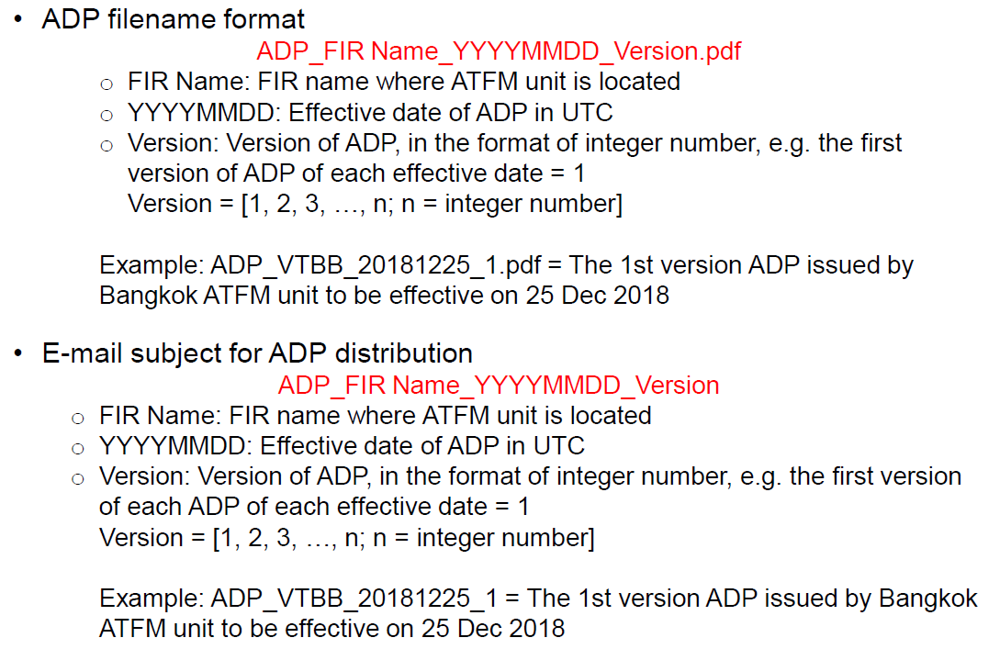 • ADP filename format
ADP_FIR Name_YYYYMMDD_Version.pdf
○ FIR Name: FIR name where ATFM unit is located
○ YYYYMMDD: Effective date of ADP in UTC
○ Version: Version of ADP, in the format of integer number, e.g. the first
version of ADP of each effective date = 1
Version = [1, 2, 3, …, n; n = integer number]
Example: ADP_VTBB_20181225_1.pdf = The 1st version ADP issued by
Bangkok ATFM unit to be effective on 25 Dec 2018
• E-mail subject for ADP distribution
ADP_FIR Name_YYYYMMDD_Version
○ FIR Name: FIR name where ATFM unit is located
○ YYYYMMDD: Effective date of ADP in UTC
○ Version: Version of ADP, in the format of integer number, e.g. the first version
of each ADP of each effective date = 1
Version = [1, 2, 3, …, n; n = integer number]
Example: ADP_VTBB_20181225_1 = The 1st version ADP issued by Bangkok
ATFM unit to be effective on 25 Dec 2018